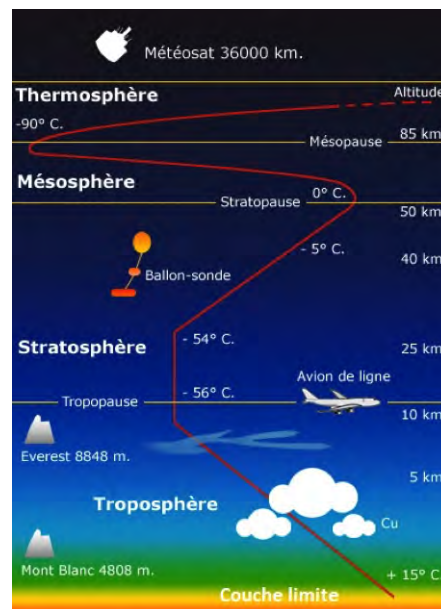 Météosat 36000 km.
Thermosphère
Altitude
-90° C.
Mésopause
85 km
Mésosphère
0° C.
Stratopause
50 km
- 5° C.
40 km
Ballon-sonde
- 54° C.
Stratosphère
25 km
Avion de ligne
- 56° C.
Tropopause
10 km
Everest 8848 m.
5 km
Troposphère
Cu
Mont Blanc 4808 m.
+ 15° C.
Couche limite